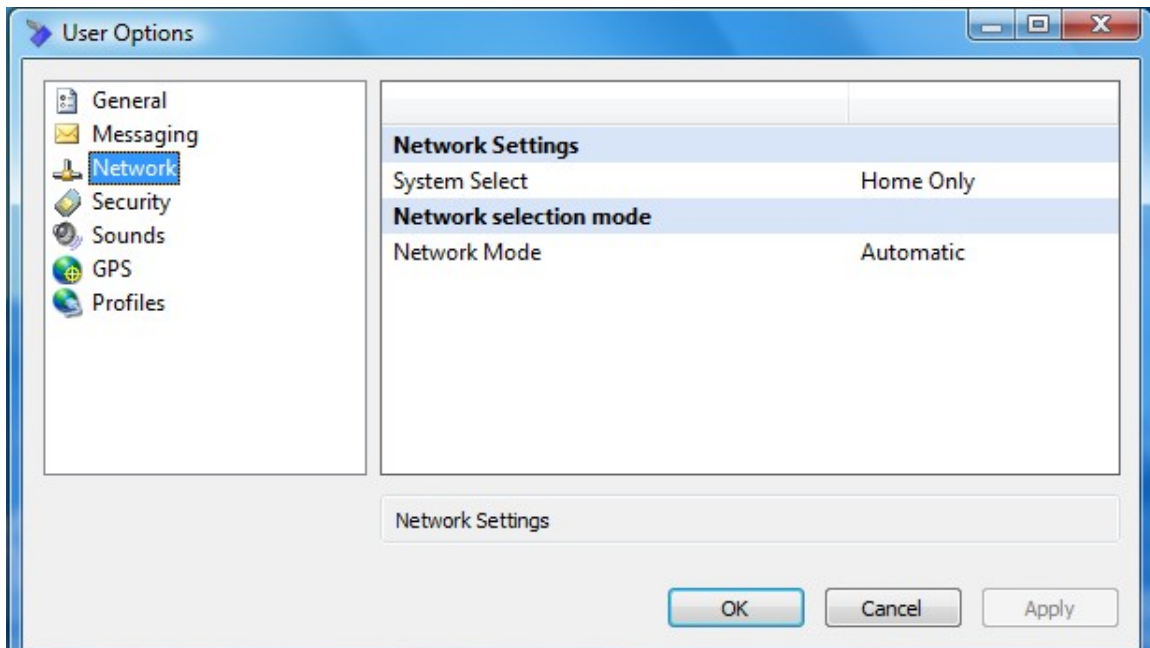 User Options
General
Messaging
Network
Security
Sounds
GPS
Profiles
Network Settings
System Select Home Only
Network selection mode
Network Mode Automatic
Network Settings
OK Cancel Apply